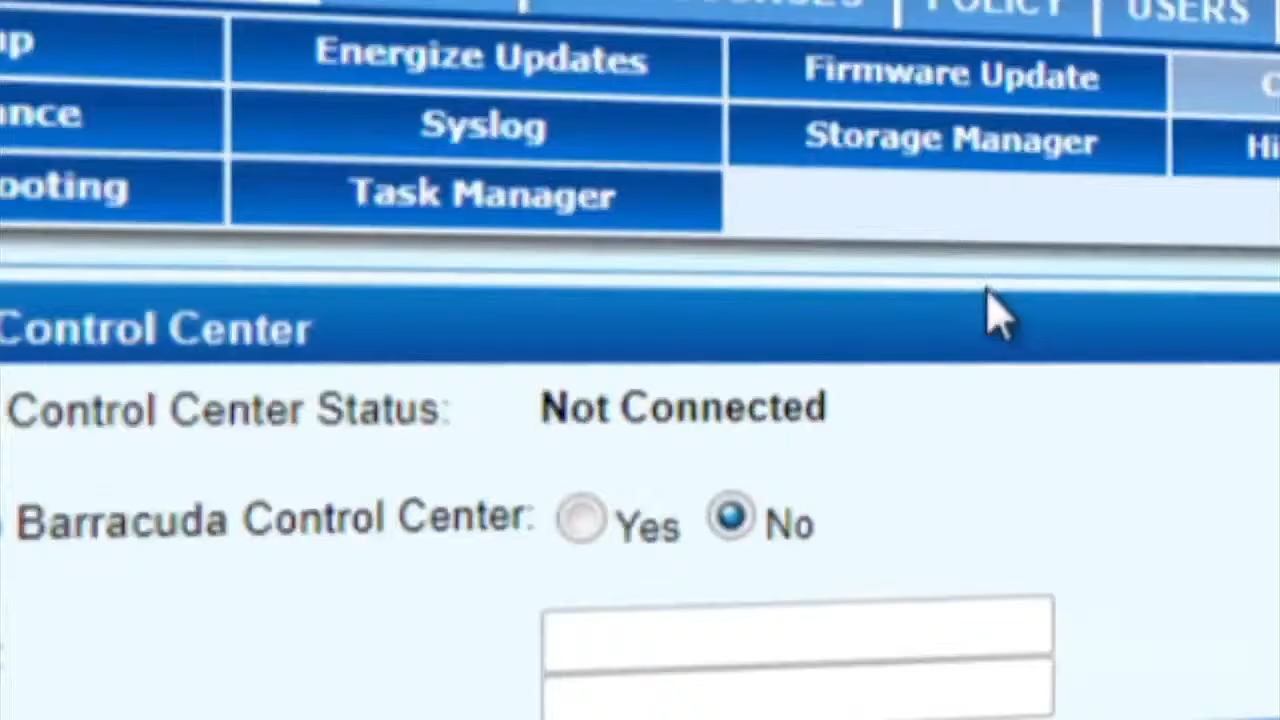 POLICY USERS
Energize Updates Firmware Update
Syslog Storage Manager
Task Manager
Control Center
Control Center Status: Not Connected
Barracuda Control Center: Yes No